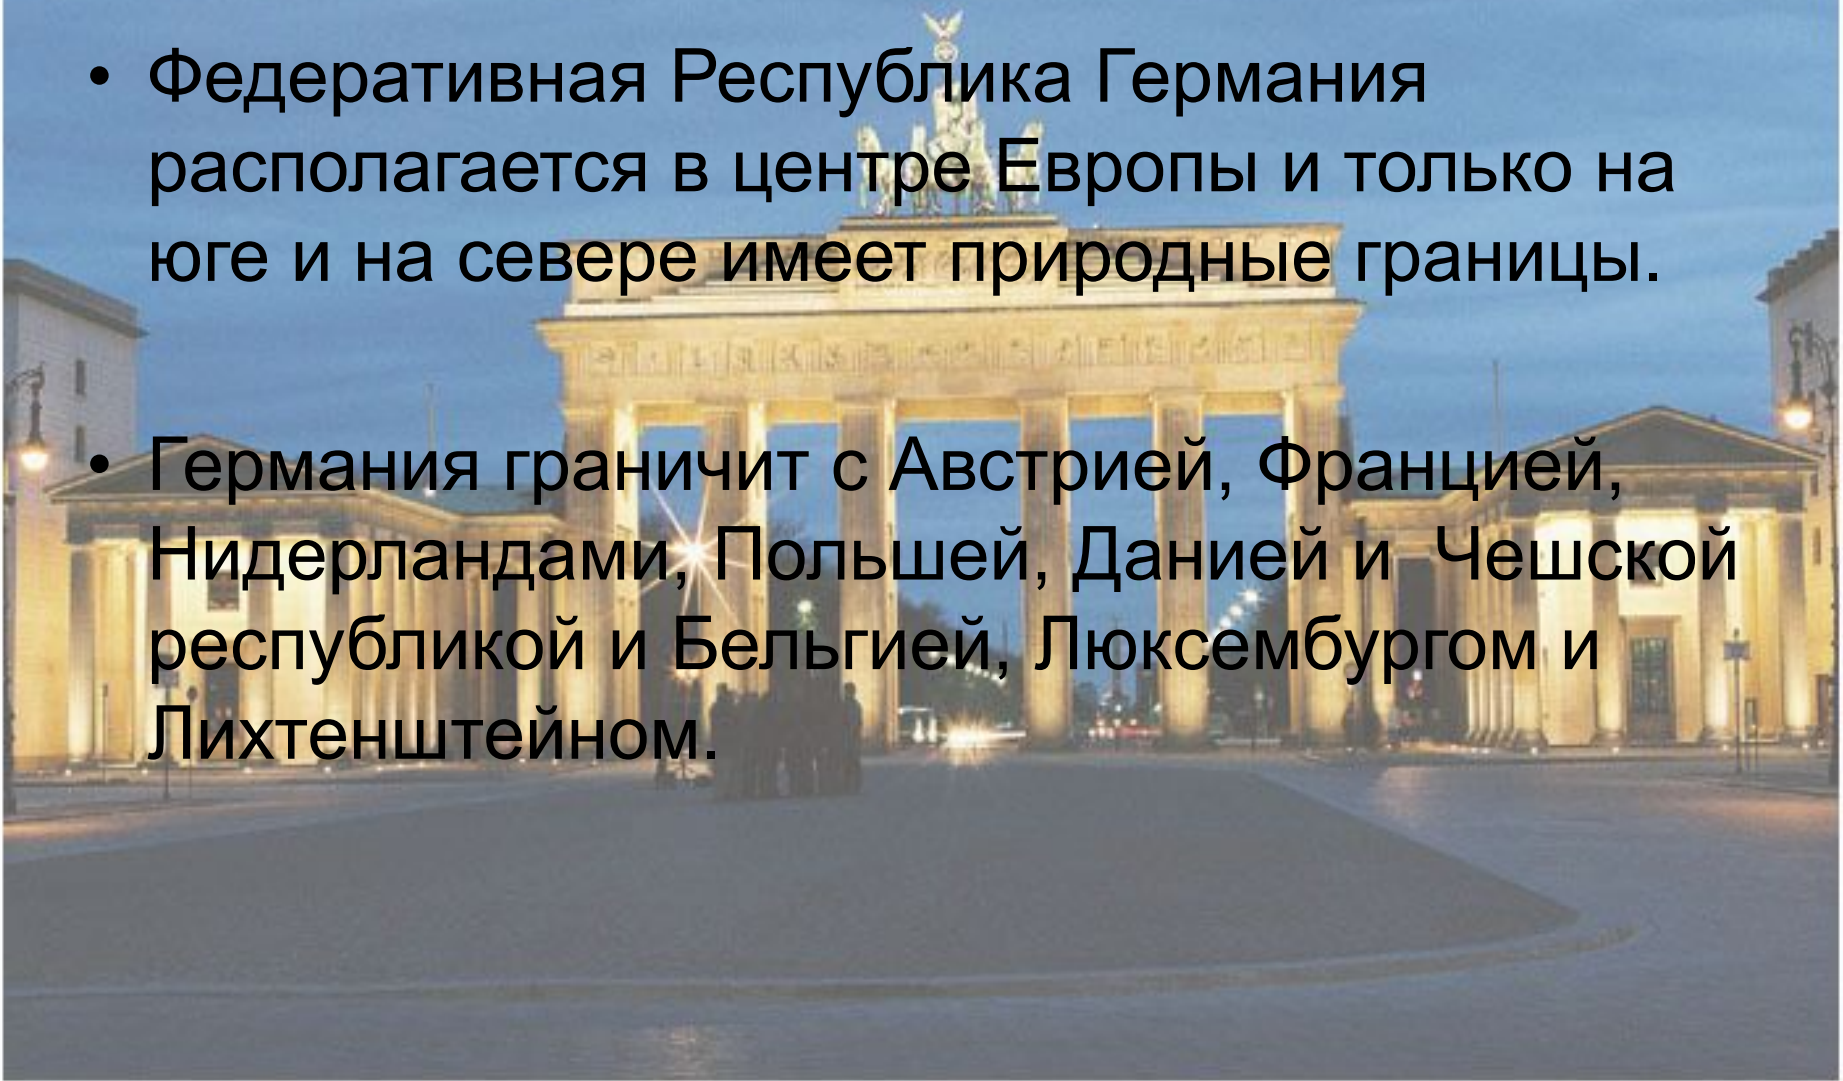 • Федеративная Республика Германия
располагается в центре Европы и только на
юге и на севере имеет природные границы.
• Германия граничит с Австрией, Францией,
Нидерландами, Польшей, Данией и  Чешской
республикой и Бельгией, Люксембургом и
Лихтенштейном.